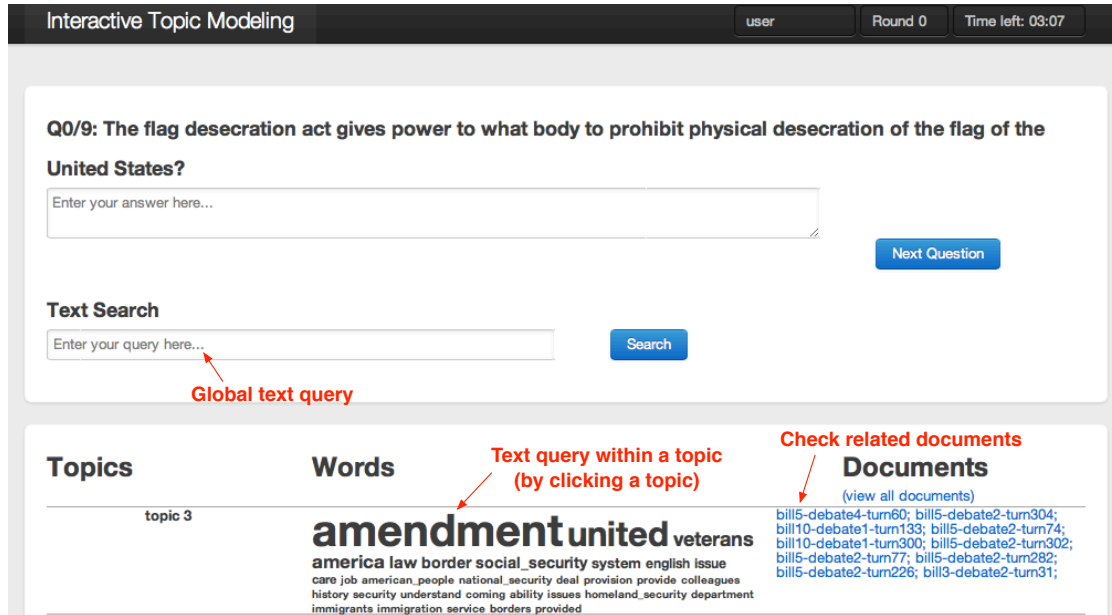 Interactive Topic Modeling
user
Round 0
Time left: 03:07
Q0/9: The flag desecration act gives power to what body to prohibit physical desecration of the flag of the
United States?
Enter your answer here...
Next Question
Text Search
Enter your query here...
Search
Global text query
Topics
Words
Text query within a topic
(by clicking a topic)
Check related documents
Documents
(view all documents)
topic 3
amendment united veterans
america law border social_security system english issue
care job american_people national_security deal provision provide colleagues
history security understand coming ability issues homeland_security department
immigrants immigration service borders provided
bill5-debate4-turn60; bill5-debate2-turn304;
bill10-debate1-turn133; bill5-debate2-turn74;
bill10-debate1-turn300; bill5-debate2-turn302;
bill5-debate2-turn77; bill5-debate2-turn282;
bill5-debate2-turn226; bill3-debate2-turn31;